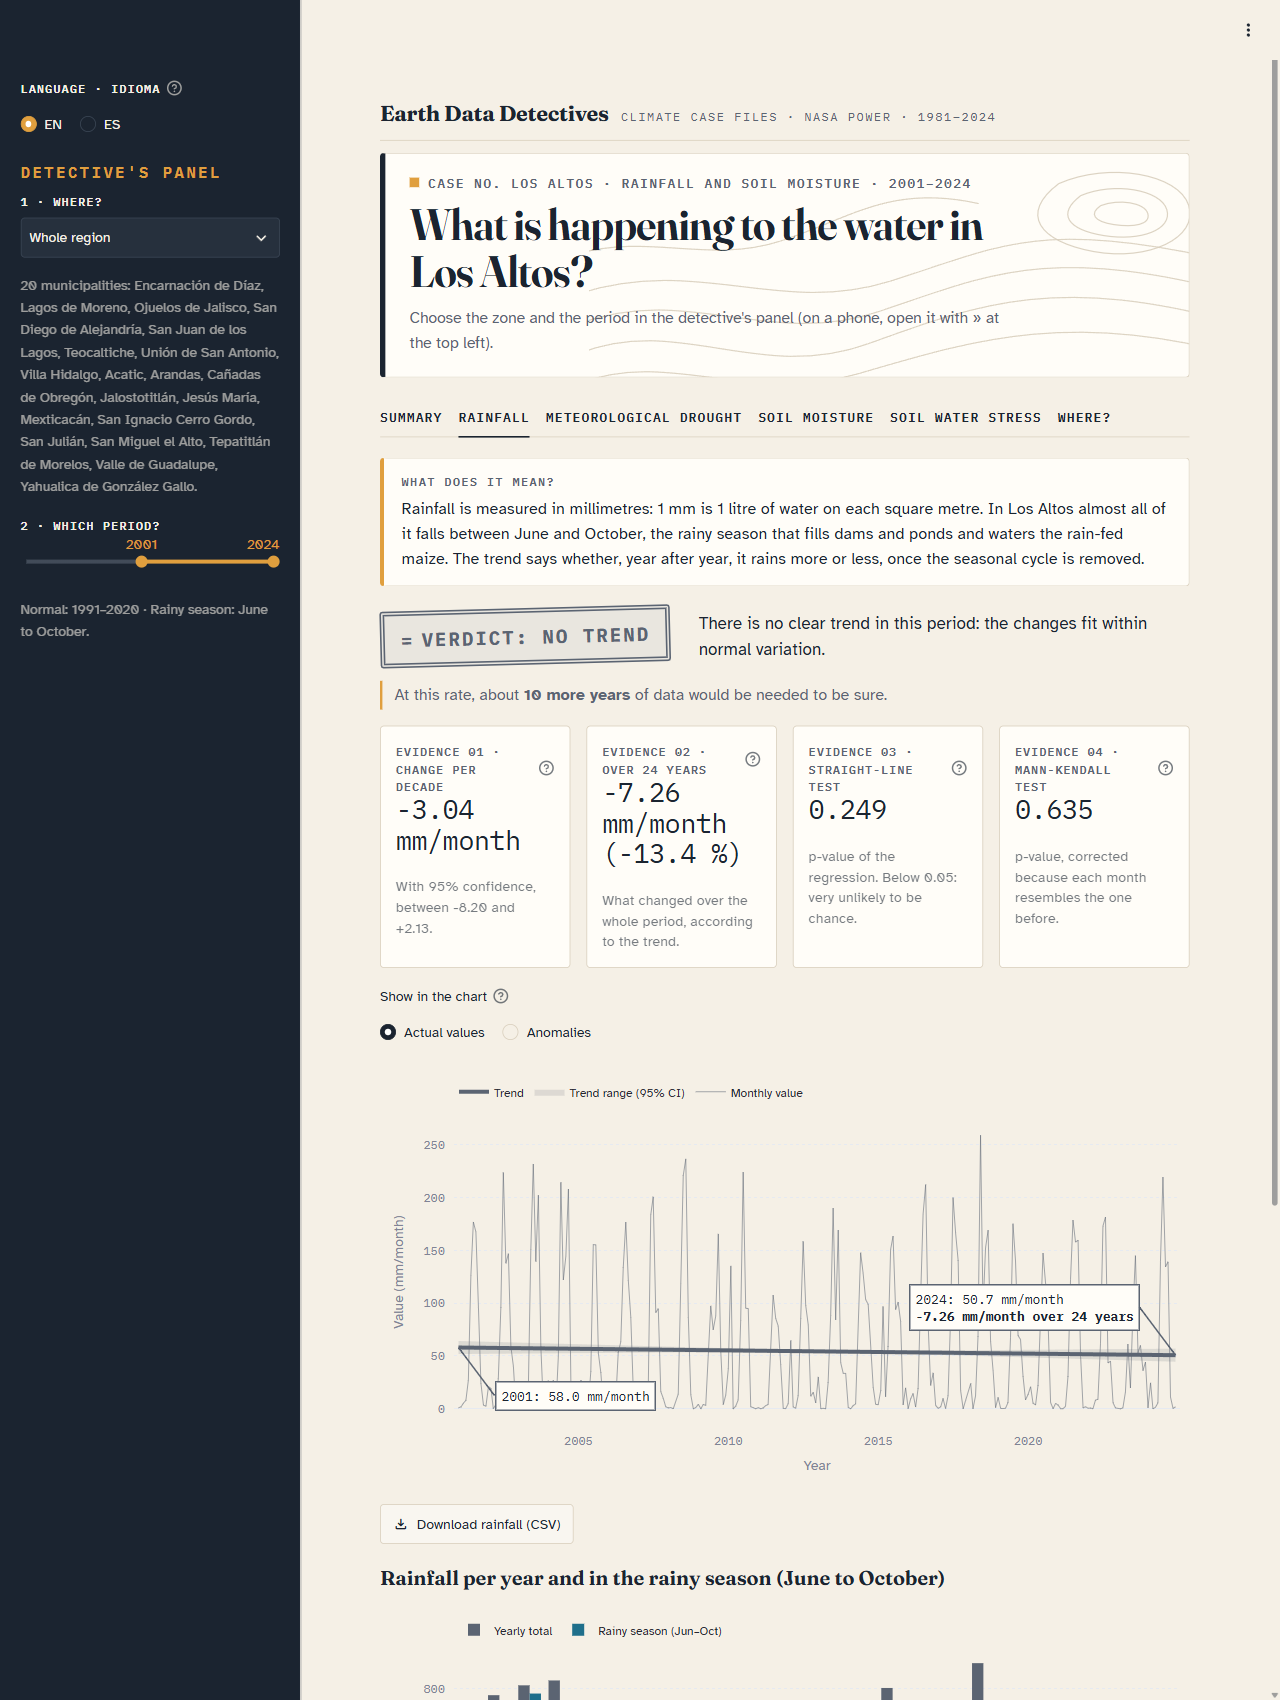 LANGUAGE · IDIOMA
EN ES
DETECTIVE'S PANEL
1 · WHERE?
Whole region
20 municipalities: Encarnación de Díaz,
Lagos de Moreno, Ojuelos de Jalisco, San
Diego de Alejandría, San Juan de los
Lagos, Teocaltiche, Unión de San Antonio,
Villa Hidalgo, Acatic, Arandas, Cañadas
de Obregón, Jalostotitlán, Jesús María,
Mexticacán, San Ignacio Cerro Gordo,
San Julián, San Miguel el Alto, Tepatitlán
de Morelos, Valle de Guadalupe,
Yahualica de González Gallo.
2 · WHICH PERIOD?
2001 2024
Normal: 1991–2020 · Rainy season: June
to October.
Earth Data Detectives CLIMATE CASE FILES · NASA POWER · 1981–2024
CASE NO. LOS ALTOS · RAINFALL AND SOIL MOISTURE · 2001–2024
What is happening to the water in
Los Altos?
Choose the zone and the period in the detective's panel (on a phone, open it with » at
the top left).
SUMMARY RAINFALL METEOROLOGICAL DROUGHT SOIL MOISTURE SOIL WATER STRESS WHERE?
WHAT DOES IT MEAN?
Rainfall is measured in millimetres: 1 mm is 1 litre of water on each square metre. In Los Altos almost all of
it falls between June and October, the rainy season that fills dams and ponds and waters the rain-fed
maize. The trend says whether, year after year, it rains more or less, once the seasonal cycle is removed.
= VERDICT: NO TREND
There is no clear trend in this period: the changes fit within
normal variation.
At this rate, about 10 more years of data would be needed to be sure.
EVIDENCE 01 ·
CHANGE PER
DECADE
-3.04
mm/month
With 95% confidence,
between -8.20 and
+2.13.
EVIDENCE 02 ·
OVER 24 YEARS
-7.26
mm/month
(-13.4 %)
What changed over the
whole period, according
to the trend.
EVIDENCE 03 ·
STRAIGHT-LINE
TEST
0.249
p-value of the
regression. Below 0.05:
very unlikely to be
chance.
EVIDENCE 04 ·
MANN-KENDALL
TEST
0.635
p-value, corrected
because each month
resembles the one
before.
Show in the chart
Actual values Anomalies
Trend Trend range (95% CI) Monthly value
250
200
150
100
50
0
Value (mm/month)
2024: 50.7 mm/month
-7.26 mm/month over 24 years
2001: 58.0 mm/month
2005 2010 2015 2020
Year
Download rainfall (CSV)
Rainfall per year and in the rainy season (June to October)
Yearly total Rainy season (Jun–Oct)
800